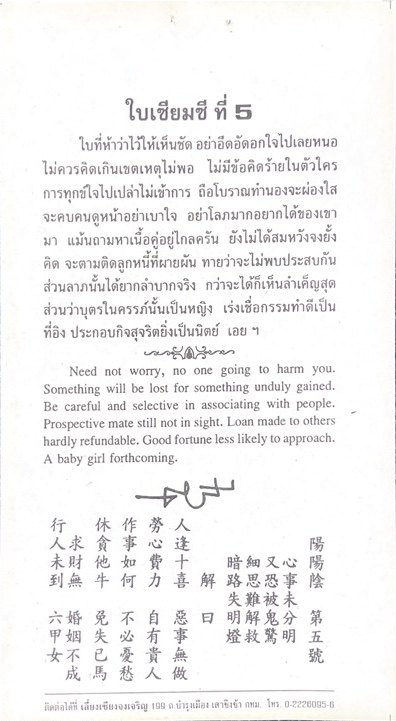 ใบเซียมซี ที่ 5
ใบที่ห้าว่าไว้ให้เห็นชัด อย่าอึดอัดอกใจไปเลยหนอ
ไม่ควรคิดเกินเขตเหตุไม่พอ ไม่มีข้อคิดร้ายในตัวใคร
การทุกข์ใจไปเปล่าไม่เข้าการ ถือโบราณทำนองจะผ่องใส
จะคบคนดูหน้าอย่าเบาใจ อย่าโลภมากอยากได้ของเขา
มา แม้นถามหาเนื้อคู่อยู่ไกลครัน ยังไม่ได้สมหวังจงยั้ง
คิด จะตามติดลูกหนี้ที่ผายผัน ทายว่าจะไม่พบประสบกัน
ส่วนลาภนั้นได้ยากลำบากจริง กว่าจะได้ก็เห็นลำเค็ญสุด
ส่วนว่าบุตรในครรภ์นั้นเป็นหญิง เร่งเชื่อกรรมทำดีเป็น
ที่อิง ประกอบกิจสุจริตยิ่งเป็นนิตย์ เอย ฯ
Need not worry, no one going to harm you.
Something will be lost for something unduly gained.
Be careful and selective in associating with people.
Prospective mate still not in sight. Loan made to others
hardly refundable. Good fortune less likely to approach.
A baby girl forthcoming.
陽陽陰 第五號
心事未分明
又恐被鬼驚
細思難解救
暗路失明燈
解曰
人逢十喜 惡事無做
勞心費力 自有貴人
作事如何 不必憂愁
休貪他牛 免失已馬
求財無 婚姻不成
行人未到 六甲女
ติดต่อได้ที่ เลี่ยงเซียงจงเจริญ 199 ถ.บำรุงเมือง เสาชิงช้า กทม. โทร. 0-2226095-6